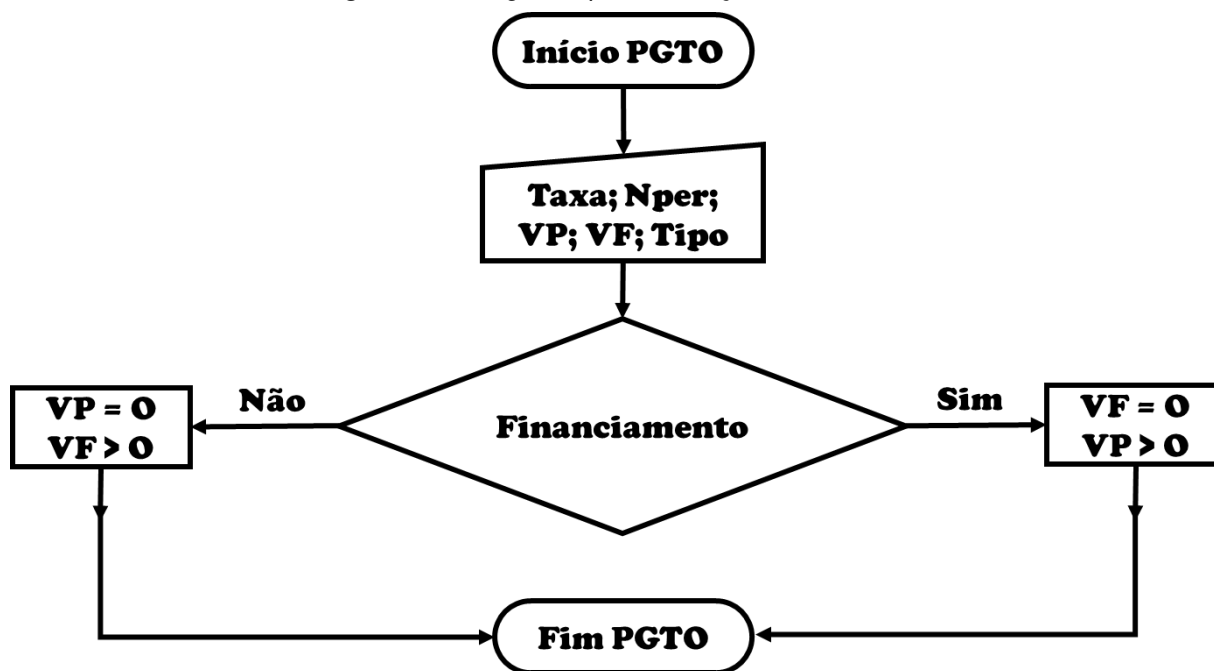 Início PGTO
Taxa; Nper;
VP; VF; Tipo
Não
Sim
VP = 0
VF > 0
Financiamento
VF = 0
VP > 0
Fim PGTO